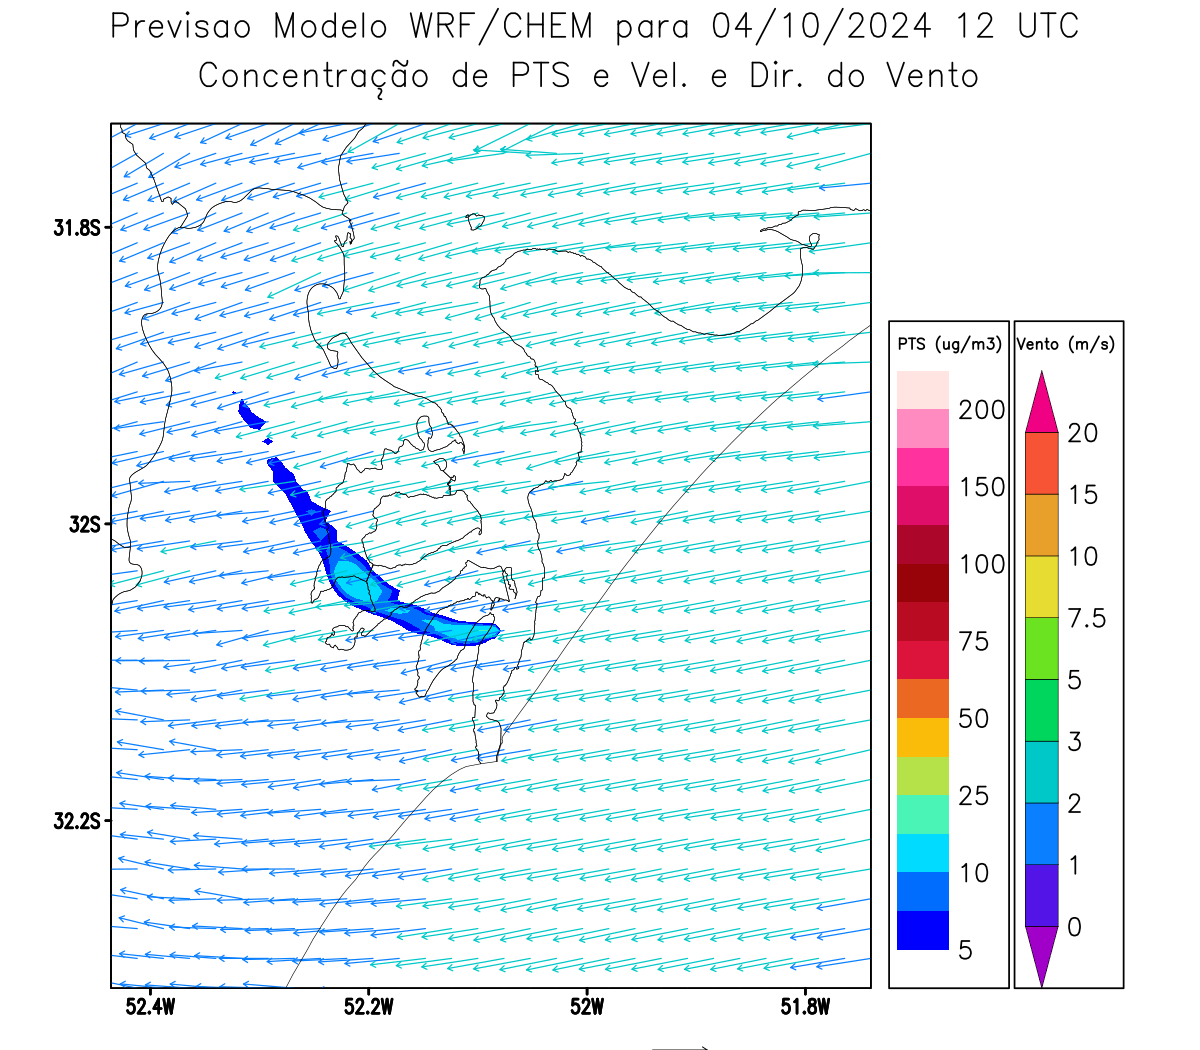 Previsao Modelo WRF/CHEM para 04/10/2024 12 UTC
Concentração de PTS e Vel. e Dir. do Vento
31.8S
32S
32.2S
52.4W
52.2W
52W
51.8W
PTS (ug/m3)
200
150
100
75
50
25
10
5
Vento (m/s)
20
15
10
7.5
5
3
2
1
0